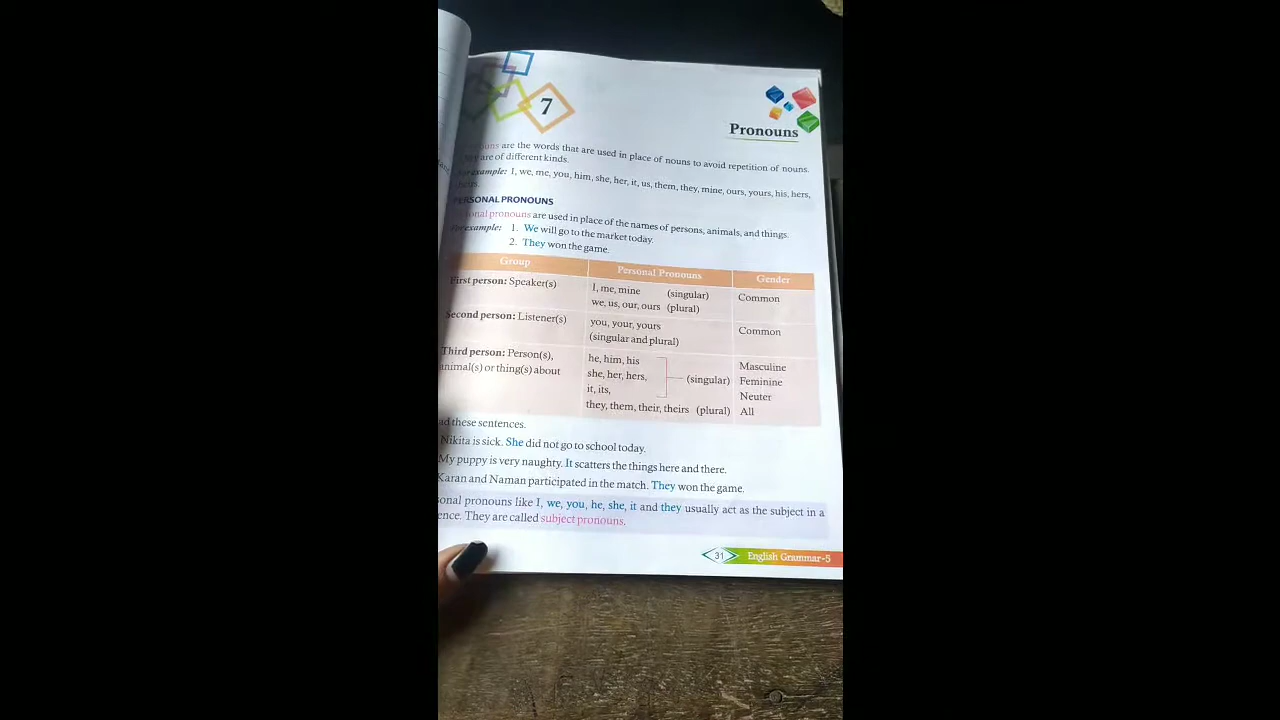 7
Pronouns
are the words that are used in place of nouns to avoid repetition of nouns.
are of different kinds.
example: I, we, me, you, him, she, her, it, us, them, they, mine, ours, yours, his, hers,
PERSONAL PRONOUNS
pronouns are used in place of the names of persons, animals, and things.
example: 1. We will go to the market today.
2. They won the game.
Group Personal Pronouns Gender
First person: Speaker(s) I, me, mine (singular) Common
we, us, our, ours (plural)
Second person: Listener(s) you, your, yours Common
(singular and plural)
Third person: Person(s), he, him, his Masculine
animal(s) or thing(s) about she, her, hers, (singular) Feminine
it, its, Neuter
they, them, their, theirs (plural) All
these sentences.
Nikita is sick. She did not go to school today.
My puppy is very naughty. It scatters the things here and there.
Karan and Naman participated in the match. They won the game.
pronouns like I, we, you, he, she, it and they usually act as the subject in a
They are called subject pronouns.
31 English Grammar-5